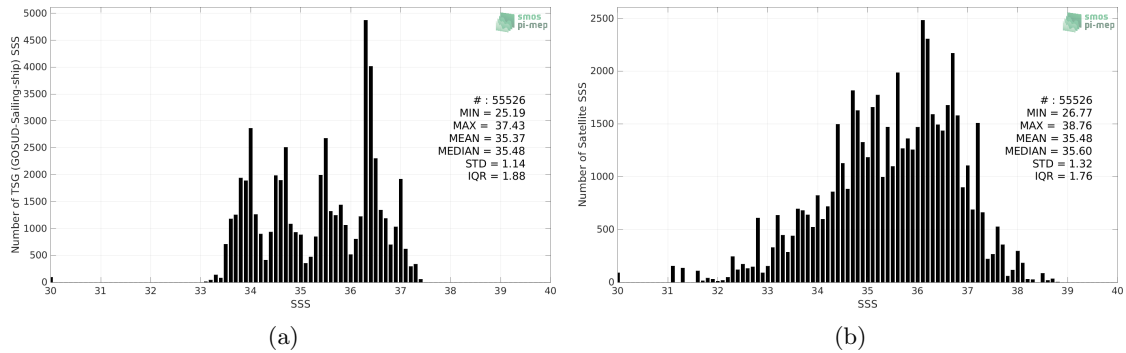 Number of TSG (GOSUD-Sailing-ship) SSS
5000
4500
4000
3500
3000
2500
2000
1500
1000
500
0
30 31 32 33 34 35 36 37 38 39 40
SSS
smos
pi-mep
# : 55526
MIN = 25.19
MAX = 37.43
MEAN = 35.37
MEDIAN = 35.48
STD = 1.14
IQR = 1.88
(a)
Number of Satellite SSS
2500
2000
1500
1000
500
0
30 31 32 33 34 35 36 37 38 39 40
SSS
smos
pi-mep
# : 55526
MIN = 26.77
MAX = 38.76
MEAN = 35.48
MEDIAN = 35.60
STD = 1.32
IQR = 1.76
(b)